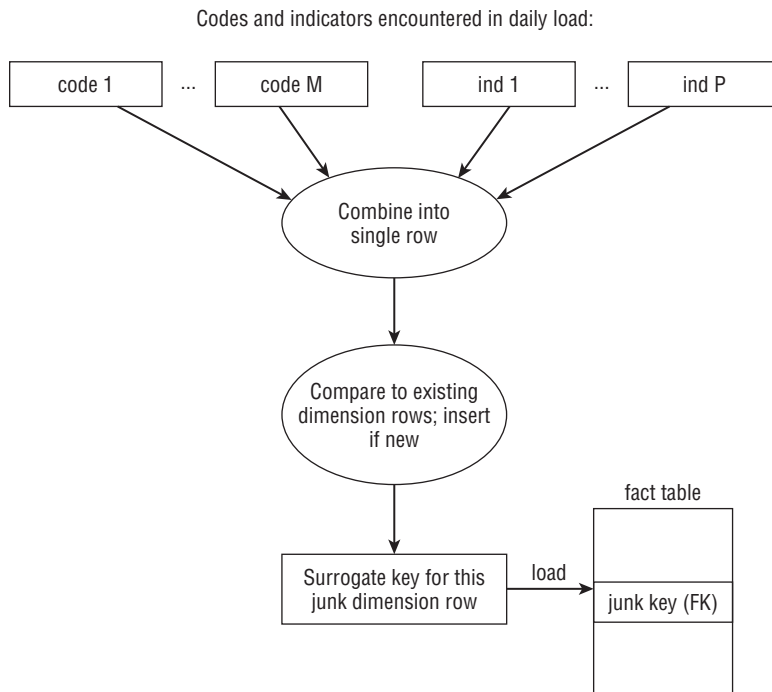 Codes and indicators encountered in daily load:
code 1
...
code M
ind 1
...
ind P
Combine into
single row
Compare to existing
dimension rows; insert
if new
fact table
Surrogate key for this
junk dimension row
load
junk key (FK)